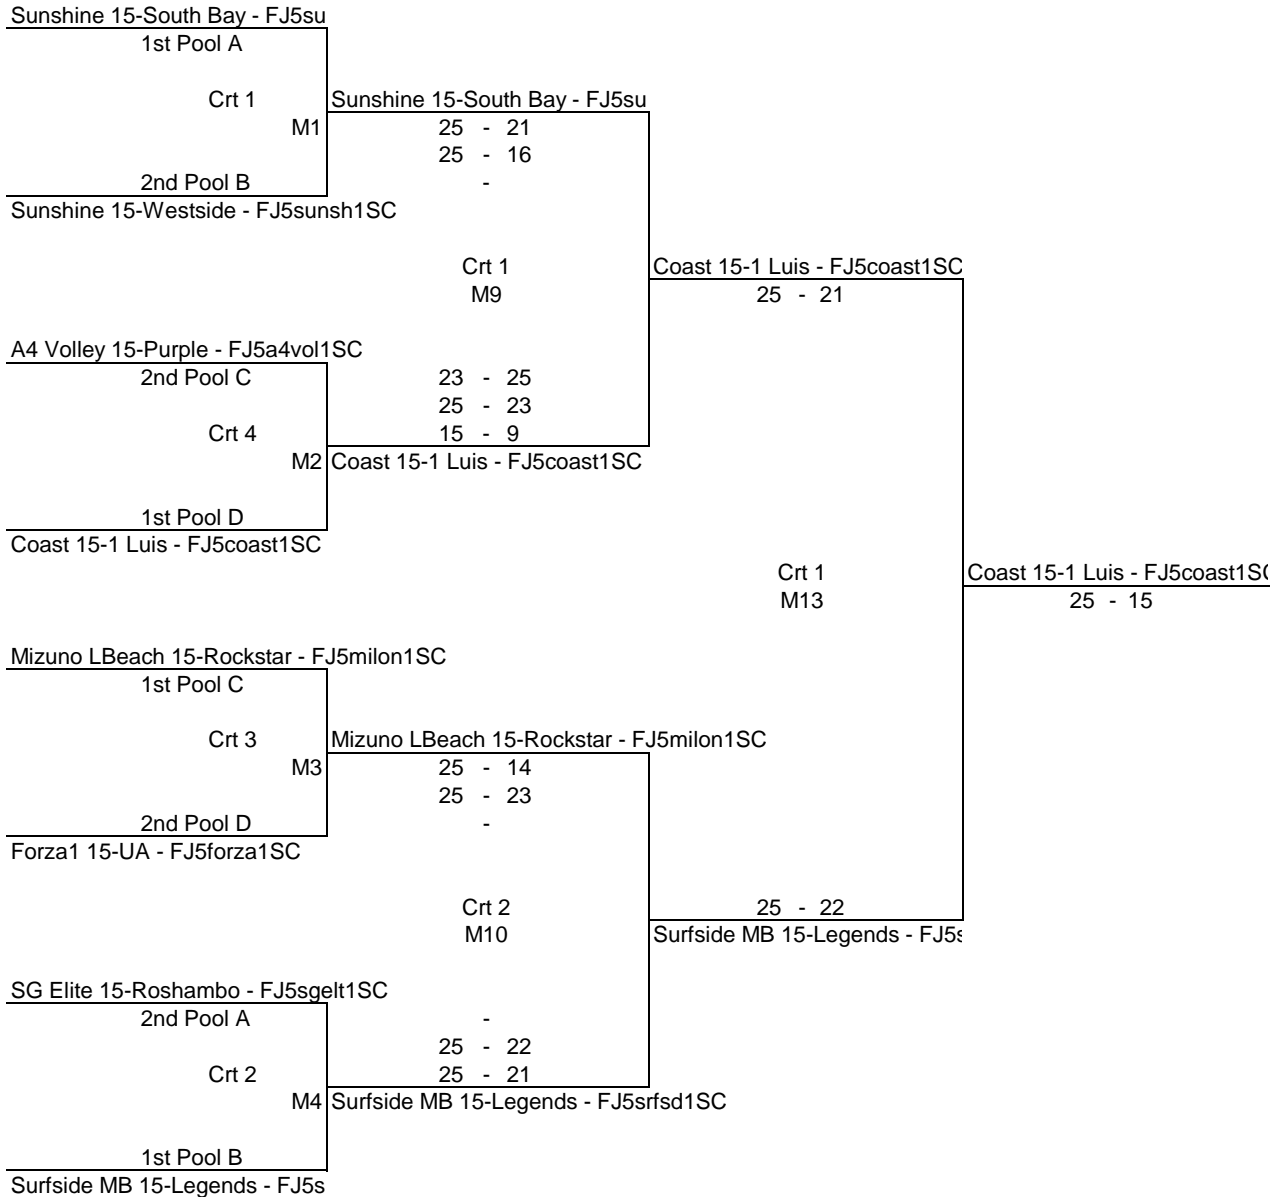 Sunshine 15-South Bay - FJ5su
1st Pool A
Crt 1 Sunshine 15-South Bay - FJ5su
M1 25 - 21
25 - 16
2nd Pool B -
Sunshine 15-Westside - FJ5sunsh1SC
Crt 1 Coast 15-1 Luis - FJ5coast1SC
M9 25 - 21
A4 Volley 15-Purple - FJ5a4vol1SC
2nd Pool C 23 - 25
25 - 23
Crt 4 15 - 9
M2 Coast 15-1 Luis - FJ5coast1SC
1st Pool D
Coast 15-1 Luis - FJ5coast1SC
Crt 1 Coast 15-1 Luis - FJ5coast1S
M13 25 - 15
Mizuno LBeach 15-Rockstar - FJ5milon1SC
1st Pool C
Crt 3 Mizuno LBeach 15-Rockstar - FJ5milon1SC
M3 25 - 14
25 - 23
2nd Pool D -
Forza1 15-UA - FJ5forza1SC
Crt 2 25 - 22
M10 Surfside MB 15-Legends - FJ5s
SG Elite 15-Roshambo - FJ5sgelt1SC
2nd Pool A -
25 - 22
Crt 2 25 - 21
M4 Surfside MB 15-Legends - FJ5srfsd1SC
1st Pool B
Surfside MB 15-Legends - FJ5s